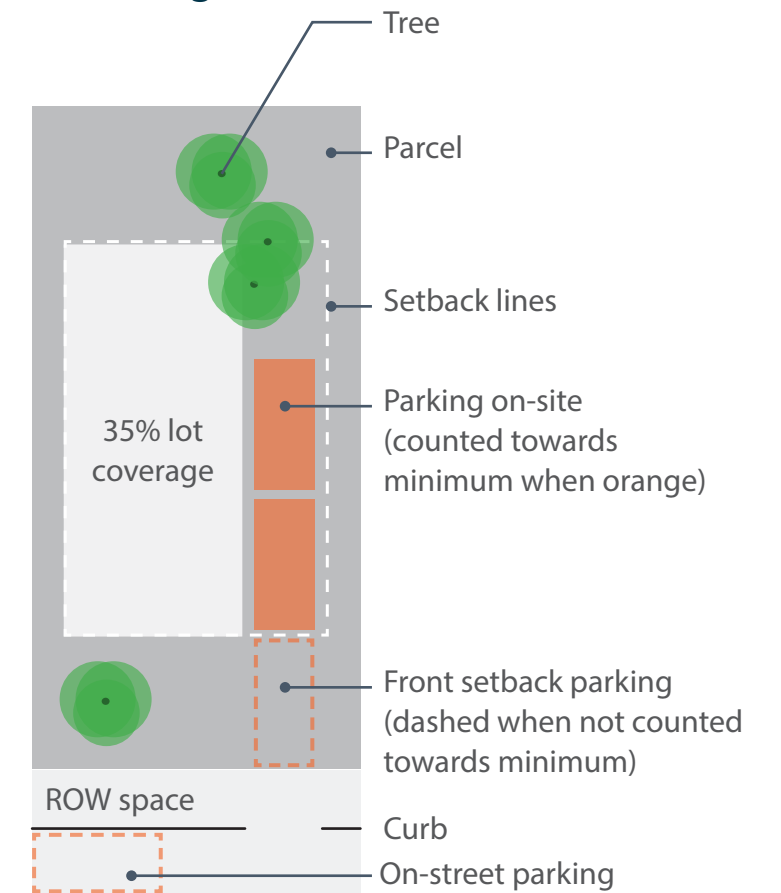 Tree
Parcel
Setback lines
Parking on-site
(counted towards
minimum when orange)
35% lot
coverage
Front setback parking
(dashed when not counted
towards minimum)
ROW space
Curb
On-street parking